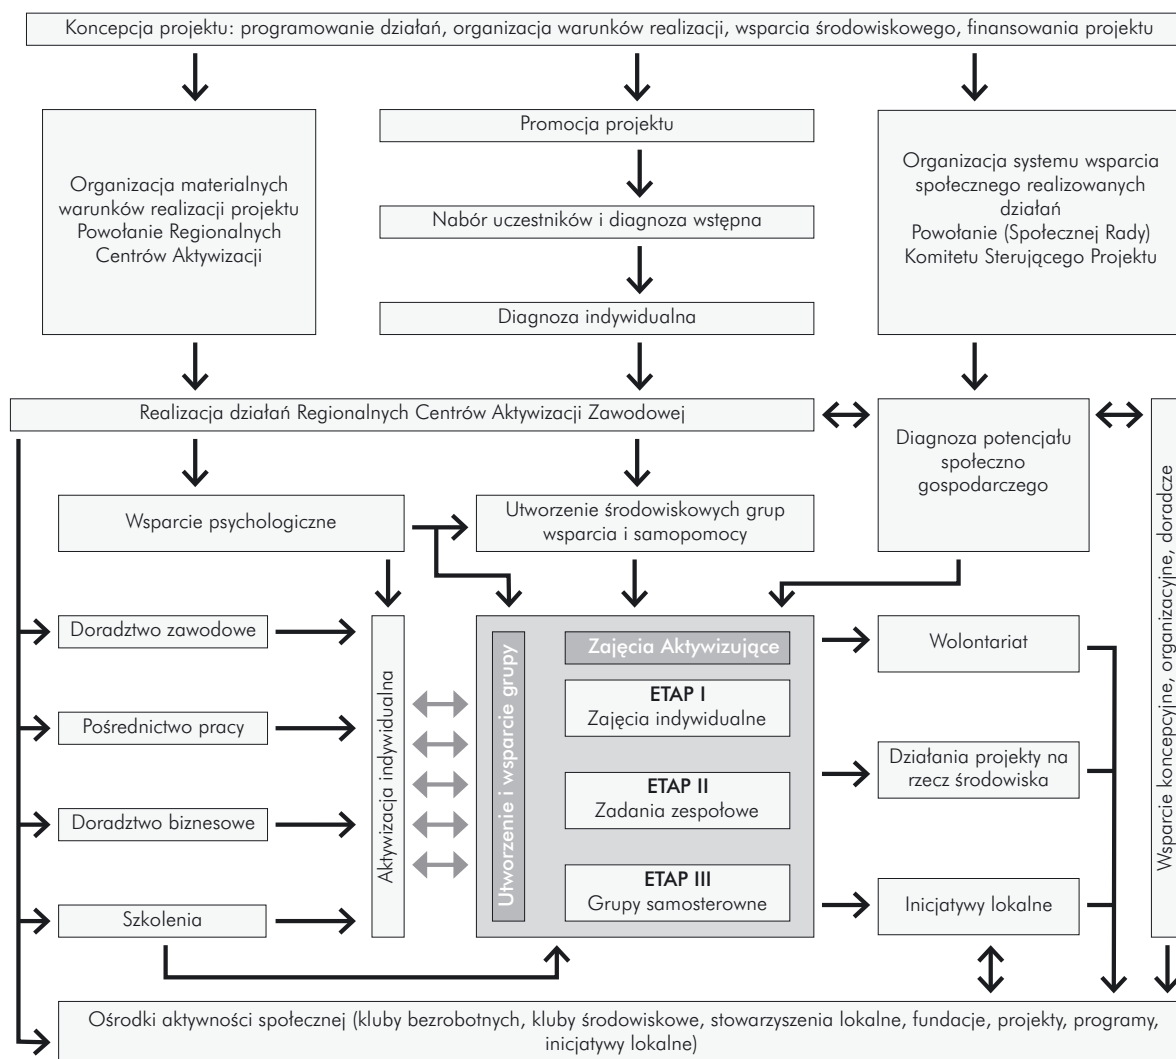 Koncepcja projektu: programowanie działań, organizacja warunków realizacji, wsparcia środowiskowego, finansowania projektu
Organizacja materialnych
warunków realizacji projektu
Powołanie Regionalnych
Centrów Aktywizacji
Promocja projektu
Nabór uczestników i diagnoza wstępna
Diagnoza indywidualna
Organizacja systemu wsparcia
społecznego realizowanych
działań
Powołanie (Społecznej Rady)
Komitetu Sterującego Projektu
Realizacja działań Regionalnych Centrów Aktywizacji Zawodowej
Diagnoza potencjału
społeczno
gospodarczego
Wsparcie koncepcyjne, organizacyjne, doradcze
Wsparcie psychologiczne
Utworzenie środowiskowych grup
wsparcia i samopomocy
Doradztwo zawodowe
Pośrednictwo pracy
Doradztwo biznesowe
Szkolenia
Aktywizacja indywidualna
Utworzenie i wsparcie grupy
Zajęcia Aktywizujące
ETAP I
Zajęcia indywidualne
ETAP II
Zadania zespołowe
ETAP III
Grupy samosterowne
Wolontariat
Działania projekty na
rzecz środowiska
Inicjatywy lokalne
Ośrodki aktywności społecznej (kluby bezrobotnych, kluby środowiskowe, stowarzyszenia lokalne, fundacje, projekty, programy,
inicjatywy lokalne)